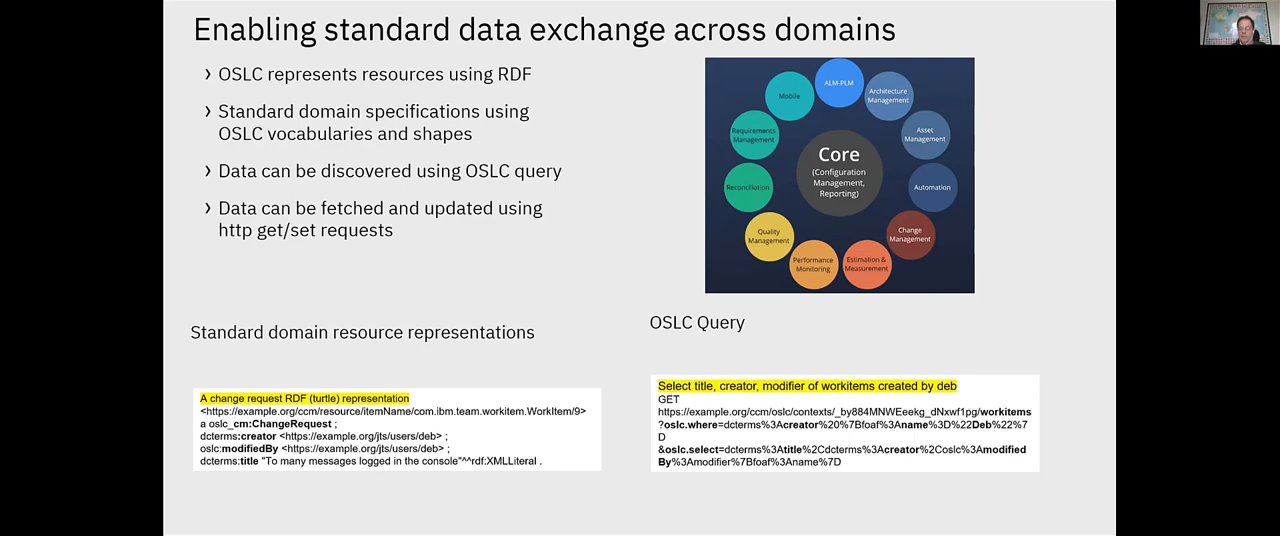 Enabling standard data exchange across domains
› OSLC represents resources using RDF
› Standard domain specifications using
OSLC vocabularies and shapes
› Data can be discovered using OSLC query
› Data can be fetched and updated using
http get/set requests
ALM-PLM
Architecture
Management
Asset
Management
Automation
Change
Management
Estimation &
Measurement
Performance
Monitoring
Quality
Management
Reconciliation
Requirements
Management
Mobile
Core
(Configuration
Management,
Reporting)
Standard domain resource representations
A change request RDF (turtle) representation
<https://example.org/ccm/resource/itemName/com.ibm.team.workitem.WorkItem/9>
a oslc_cm:ChangeRequest ;
dcterms:creator <https://example.org/jts/users/deb> ;
oslc:modifiedBy <https://example.org/jts/users/deb> ;
dcterms:title "To many messages logged in the console"^^rdf:XMLLiteral .
OSLC Query
Select title, creator, modifier of workitems created by deb
GET
https://example.org/ccm/oslc/contexts/_by884MNWEeekg_dNxwf1pg/workitems
?oslc.where=dcterms%3Acreator%20%7Bfoaf%3Aname%3D%22Deb%22%7
D
&oslc.select=dcterms%3Atitle%2Cdcterms%3Acreator%2Coslc%3Amodified
By%3Amodifier%7Bfoaf%3Aname%7D